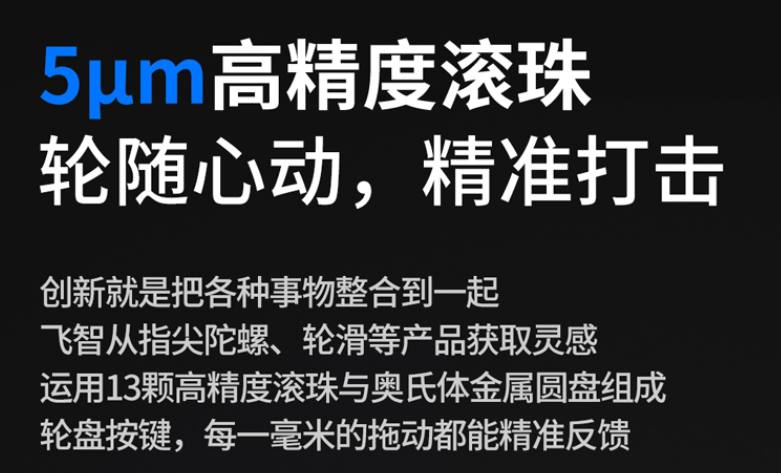 5μm高精度滚珠
轮随心动，精准打击
创新就是把各种事物整合到一起
飞智从指尖陀螺、轮滑等产品获取灵感
运用13颗高精度滚珠与奥氏体金属圆盘组成
轮盘按键，每一毫米的拖动都能精准反馈